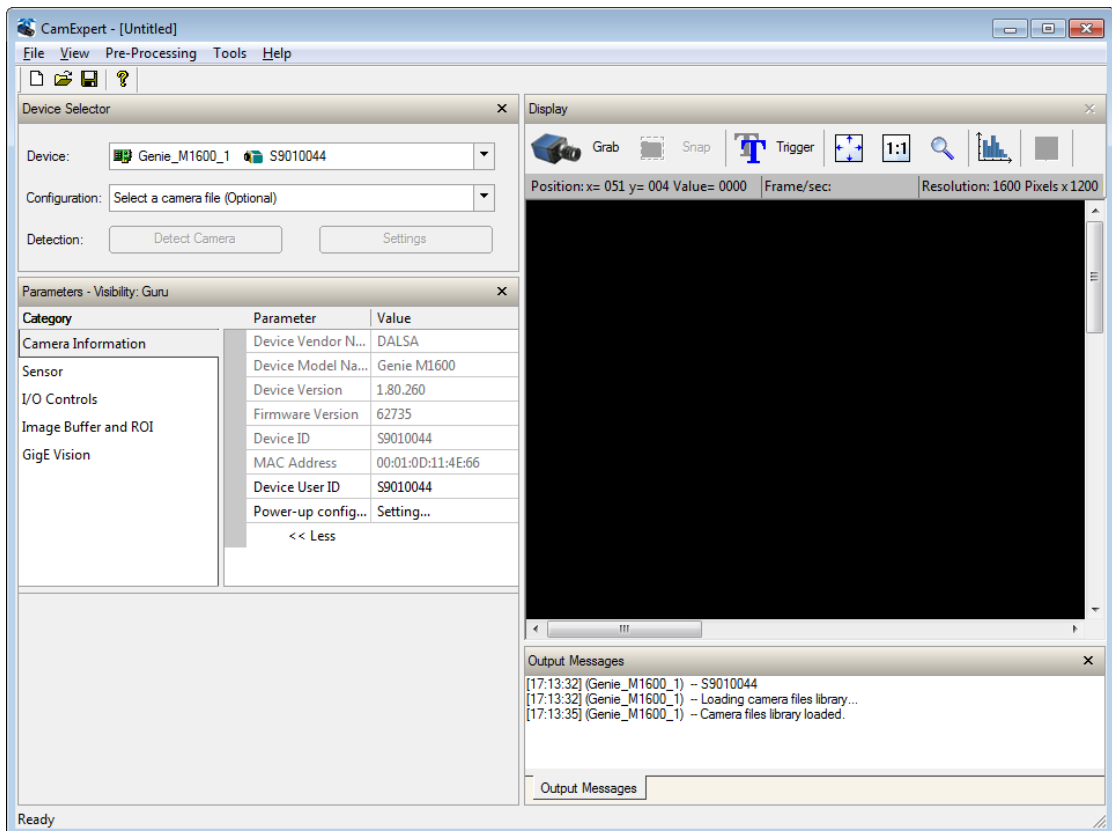 CamExpert - [Untitled]
File View Pre-Processing Tools Help
Device Selector
Device: Genie_M1600_1 S9010044
Configuration: Select a camera file (Optional)
Detection: Detect Camera Settings
Parameters - Visibility: Guru
Category Parameter Value
Camera Information
Sensor
I/O Controls
Image Buffer and ROI
GigE Vision
Device Vendor N... DALSA
Device Model Na... Genie M1600
Device Version 1.80.260
Firmware Version 62735
Device ID S9010044
MAC Address 00:01:0D:11:4E:66
Device User ID S9010044
Power-up config... Setting...
<< Less
Display
Grab Snap Trigger 1:1
Position: x= 051 y= 004 Value= 0000 Frame/sec: Resolution: 1600 Pixels x 1200
Output Messages
[17:13:32] (Genie_M1600_1) -- S9010044
[17:13:32] (Genie_M1600_1) -- Loading camera files library...
[17:13:35] (Genie_M1600_1) -- Camera files library loaded.
Output Messages
Ready